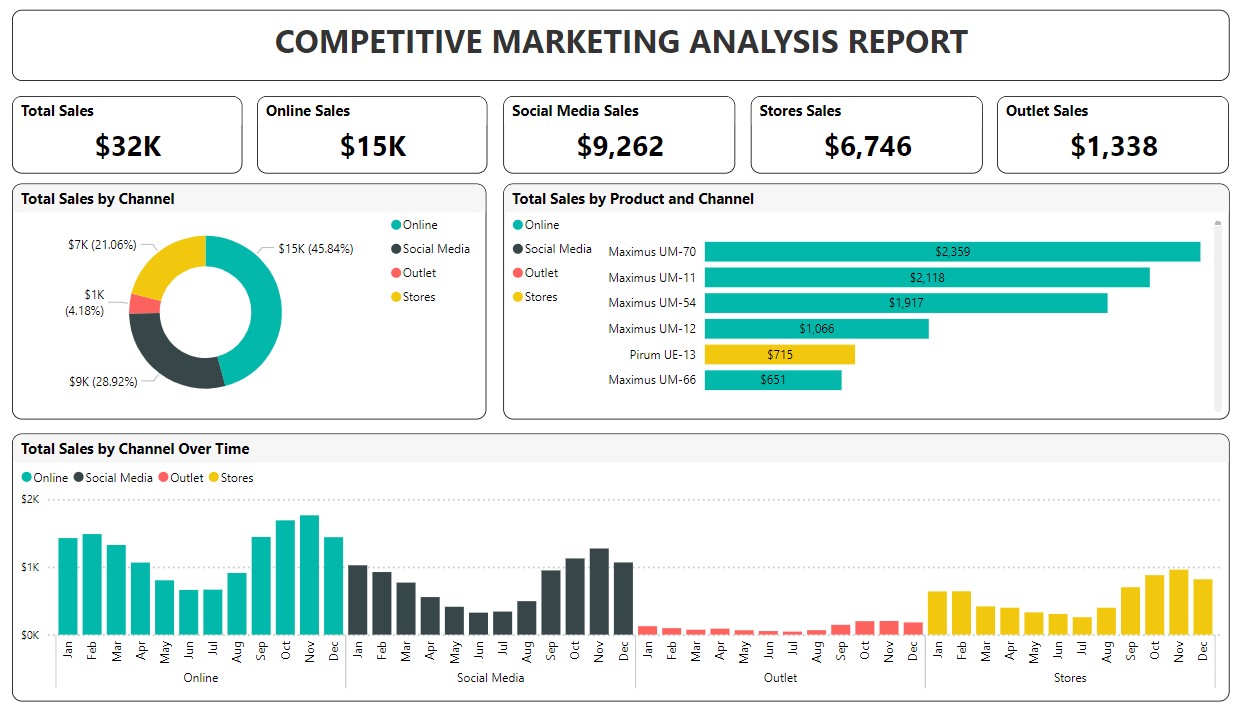 COMPETITIVE MARKETING ANALYSIS REPORT
Total Sales
$32K
Online Sales
$15K
Social Media Sales
$9,262
Stores Sales
$6,746
Outlet Sales
$1,338
Total Sales by Channel
$7K (21.06%)
$15K (45.84%)
$1K
(4.18%)
$9K (28.92%)
Online
Social Media
Outlet
Stores
Total Sales by Product and Channel
Online
Social Media
Outlet
Stores
Maximus UM-70 $2,359
Maximus UM-11 $2,118
Maximus UM-54 $1,917
Maximus UM-12 $1,066
Pirum UE-13 $715
Maximus UM-66 $651
Total Sales by Channel Over Time
Online Social Media Outlet Stores
$2K
$1K
$0K
Jan Feb Mar Apr May Jun Jul Aug Sep Oct Nov Dec Jan Feb Mar Apr May Jun Jul Aug Sep Oct Nov Dec Jan Feb Mar Apr May Jun Jul Aug Sep Oct Nov Dec Jan Feb Mar Apr May Jun Jul Aug Sep Oct Nov Dec
Online Social Media Outlet Stores